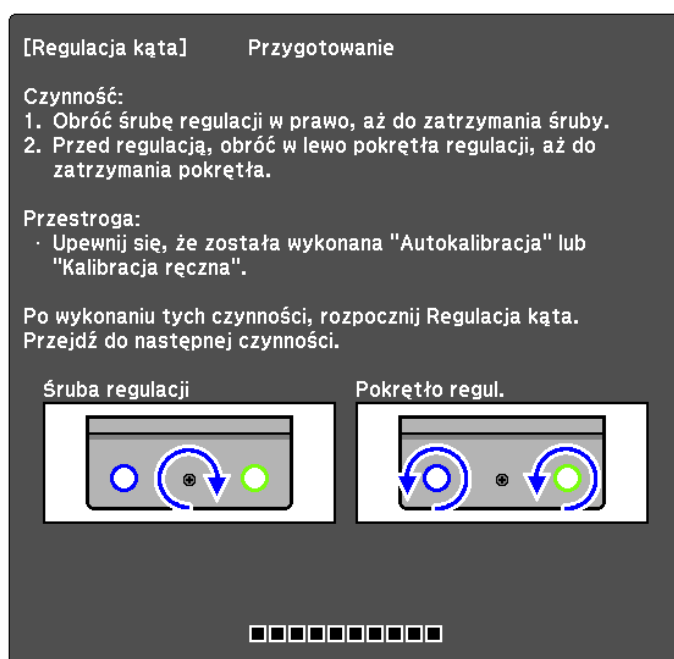 [Regulacja kąta] Przygotowanie
Czynność:
1. Obróć śrubę regulacji w prawo, aż do zatrzymania śruby.
2. Przed regulacją, obróć w lewo pokrętła regulacji, aż do
zatrzymania pokrętła.
Przestroga:
· Upewnij się, że została wykonana "Autokalibracja" lub
"Kalibracja ręczna".
Po wykonaniu tych czynności, rozpocznij Regulacja kąta.
Przejdź do następnej czynności.
Śruba regulacji Pokrętło regul.